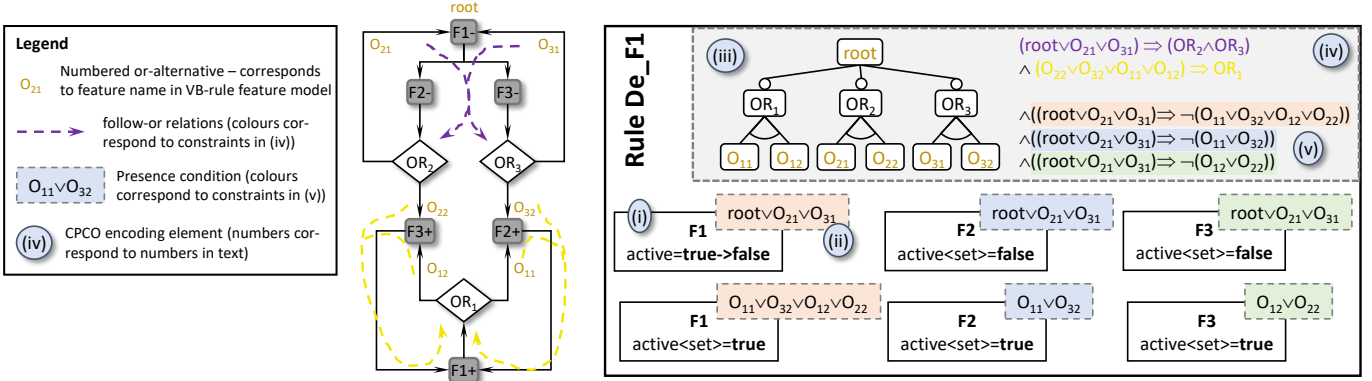 Legend
O21 Numbered or-alternative – corresponds
to feature name in VB-rule feature model
follow-or relations (colours cor-
respond to constraints in (iv))
O11∨O32 Presence condition (colours
correspond to constraints in (v))
(iv) CPCO encoding element (numbers cor-
respond to numbers in text)
root
F1-
O21
O31
F2-
F3-
OR2
OR3
O22
O32
F3+
F2+
O12
O11
OR1
F1+
Rule De_F1
(iii)
root
OR1
OR2
OR3
O11
O12
O21
O22
O31
O32
(root∨O21∨O31) ⇒ (OR2∧OR3)
(iv)
∧ (O22∨O32∨O11∨O12) ⇒ OR1
∧((root∨O21∨O31)⇒ ¬(O11∨O32∨O12∨O22))
∧((root∨O21∨O31)⇒ ¬(O11∨O32))
(v)
∧((root∨O21∨O31)⇒ ¬(O12∨O22))
(i)
root∨O21∨O31
(ii)
F1
active=true->false
root∨O21∨O31
F2
active<set>=false
root∨O21∨O31
F3
active<set>=false
O11∨O32∨O12∨O22
F1
active<set>=true
O11∨O32
F2
active<set>=true
O12∨O22
F3
active<set>=true